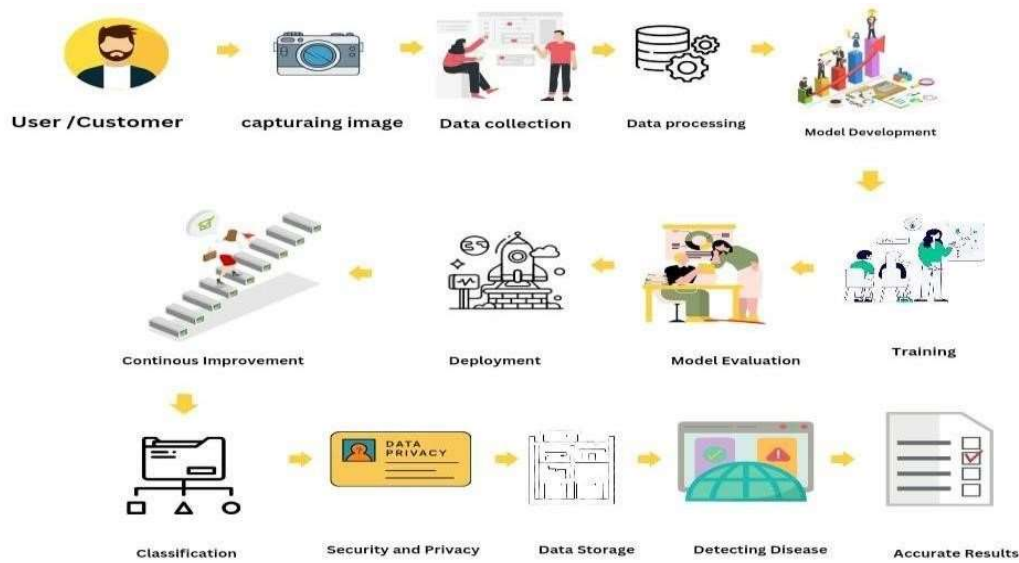 User /Customer
capturaing image
Data collection
Data processing
Model Development
Training
Model Evaluation
Deployment
Continous Improvement
DATA
PRIVACY
Classification
Security and Privacy
Data Storage
Detecting Disease
Accurate Results